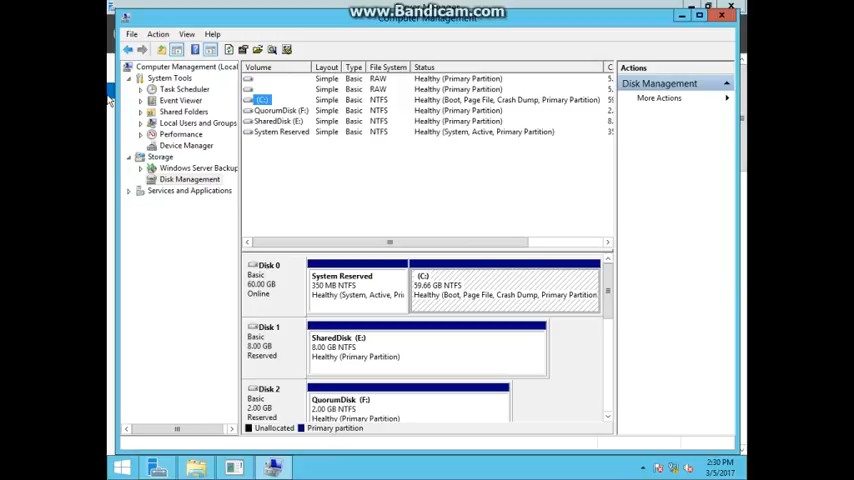 www.Bandicam.com
Computer Management
File Action View Help
Computer Management (Local
System Tools
Task Scheduler
Event Viewer
Shared Folders
Local Users and Groups
Performance
Device Manager
Storage
Windows Server Backup
Disk Management
Services and Applications
Volume Layout Type File System Status C
Simple Basic RAW Healthy (Primary Partition) 5.
Simple Basic RAW Healthy (Primary Partition) 5.
(C:) Simple Basic NTFS Healthy (Boot, Page File, Crash Dump, Primary Partition) 59
QuorumDisk (F:) Simple Basic NTFS Healthy (Primary Partition) 2.
SharedDisk (E:) Simple Basic NTFS Healthy (Primary Partition) 8.
System Reserved Simple Basic NTFS Healthy (System, Active, Primary Partition) 35
Actions
Disk Management
More Actions
Disk 0
Basic
60.00 GB
Online
System Reserved
350 MB NTFS
Healthy (System, Active, Pri
(C:)
59.66 GB NTFS
Healthy (Boot, Page File, Crash Dump, Primary Partition
Disk 1
Basic
8.00 GB
Reserved
SharedDisk (E:)
8.00 GB NTFS
Healthy (Primary Partition)
Disk 2
Basic
2.00 GB
Reserved
QuorumDisk (F:)
2.00 GB NTFS
Healthy (Primary Partition)
Unallocated Primary partition
2:30 PM
3/5/2017